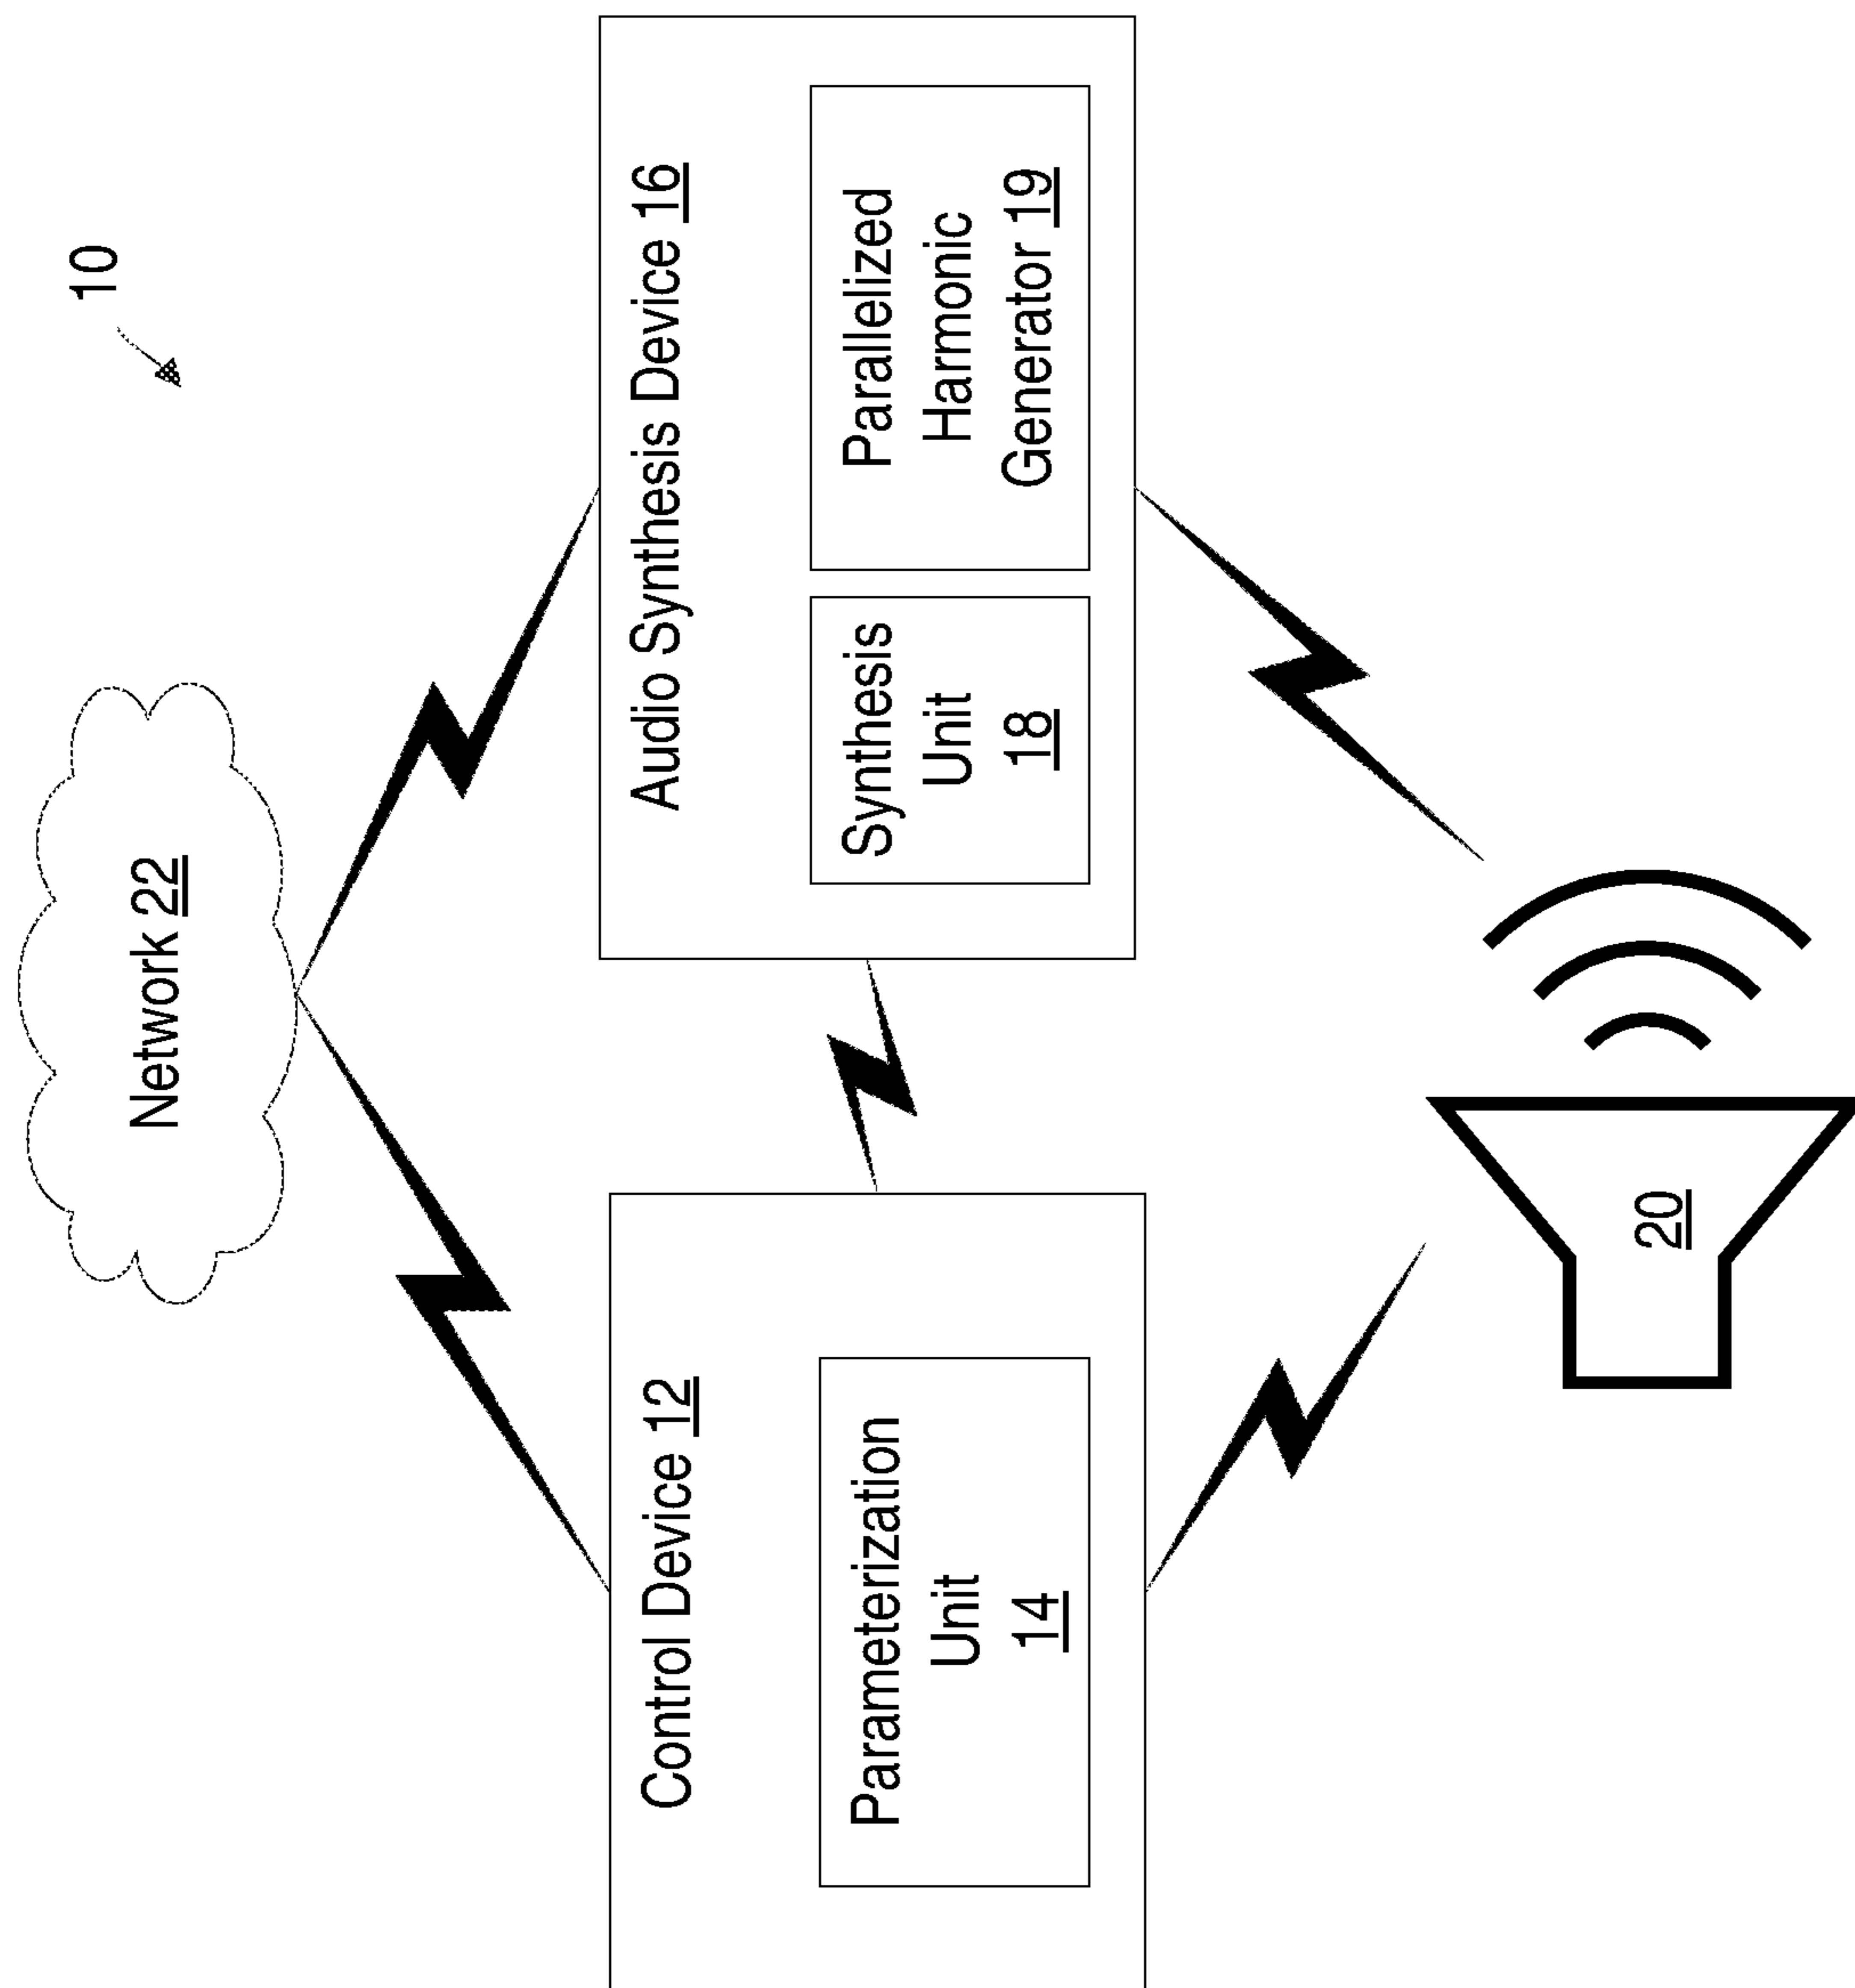 10
Network 22
Control Device 12
Parameterization
Unit
14
Audio Synthesis Device 16
Synthesis
Unit
18
Parallelized
Harmonic
Generator 19
20